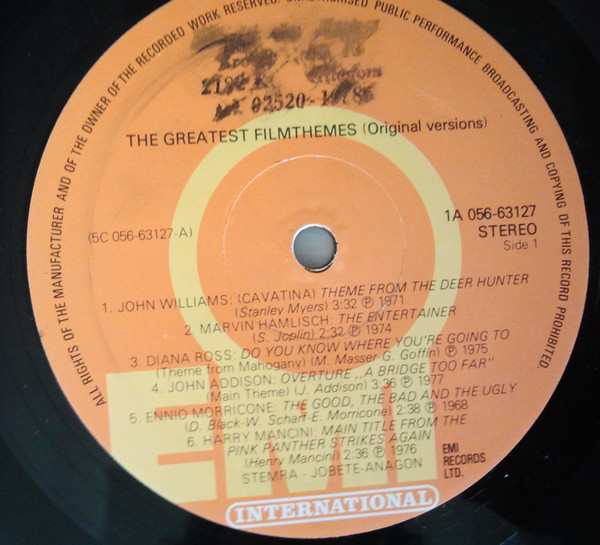 ALL RIGHTS OF THE MANUFACTURER AND OF THE OWNER OF THE RECORDED WORK RESERVED. UNAUTHORISED PUBLIC PERFORMANCE BROADCASTING AND COPYING OF THIS RECORD PROHIBITED.
02520-
THE GREATEST FILMTHEMES (Original versions)
(5C 056-63127-A)
1A 056-63127
STEREO
Side 1
1. JOHN WILLIAMS: (CAVATINA) THEME FROM THE DEER HUNTER
(Stanley Myers) 3:32 ℗ 1971
2. MARVIN HAMLISCH: THE ENTERTAINER
(S. Joplin) 2:32 ℗ 1974
3. DIANA ROSS: DO YOU KNOW WHERE YOU'RE GOING TO
(Theme from Mahogany) (M. Masser-G. Goffin) ℗ 1975
4. JOHN ADDISON: OVERTURE ,,A BRIDGE TOO FAR"
(Main Theme) (J. Addison) 3:36 ℗ 1977
5. ENNIO MORRICONE: THE GOOD, THE BAD AND THE UGLY
(D. Black-W. Scharf-E. Morricone) 2:38 ℗ 1968
6. HARRY MANCINI: MAIN TITLE FROM THE
PINK PANTHER STRIKES AGAIN
(Henry Mancini) 2:36 ℗ 1976
STEMRA - JOBETE-ANAGON
EMI
RECORDS
LTD.
EMI
INTERNATIONAL